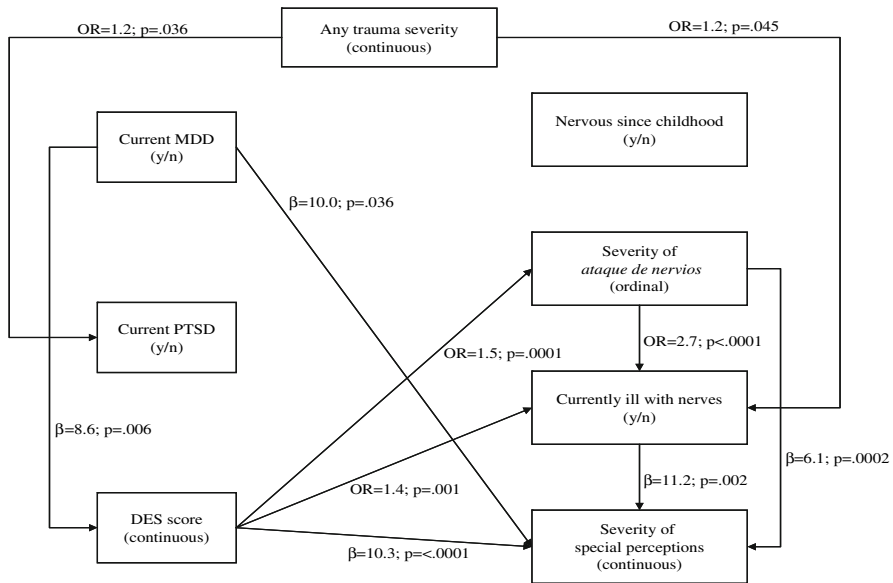 OR=1.2; p=.036
Any trauma severity
(continuous)
OR=1.2; p=.045
Current MDD
(y/n)
Nervous since childhood
(y/n)
β=10.0; p=.036
Severity of
ataque de nervios
(ordinal)
Current PTSD
(y/n)
OR=1.5; p=.0001
OR=2.7; p<.0001
Currently ill with nerves
(y/n)
β=8.6; p=.006
β=6.1; p=.0002
OR=1.4; p=.001
β=11.2; p=.002
DES score
(continuous)
β=10.3; p=<.0001
Severity of
special perceptions
(continuous)